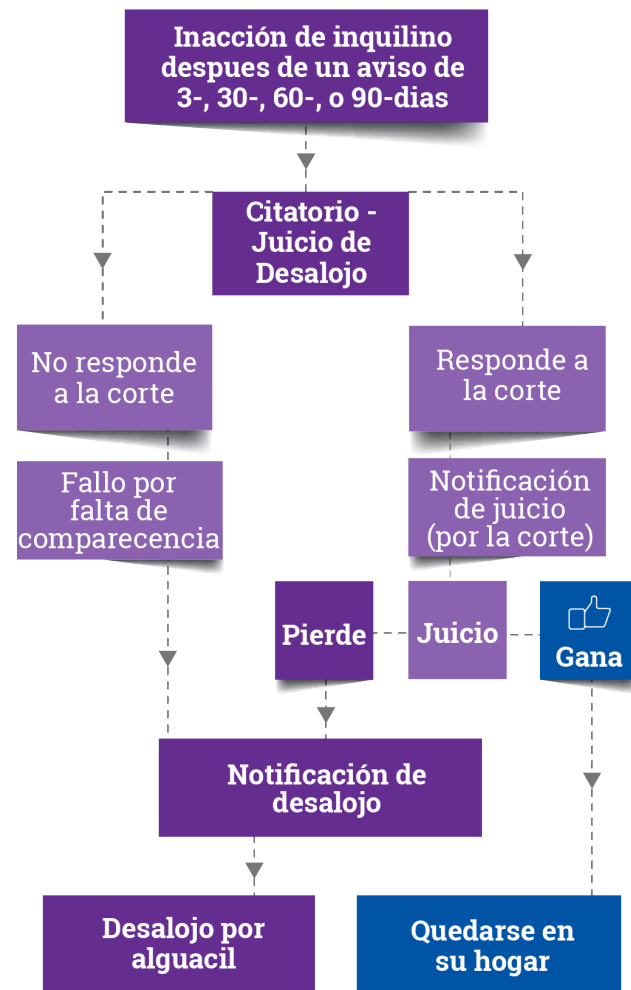 Inacción de inquilino
despues de un aviso de
3-, 30-, 60-, o 90-dias
Citatorio -
Juicio de
Desalojo
No responde
a la corte
Responde a
la corte
Fallo por
falta de
comparecencia
Notificación
de juicio
(por la corte)
Pierde
Juicio
Gana
Notificación de
desalojo
Desalojo por
alguacil
Quedarse en
su hogar